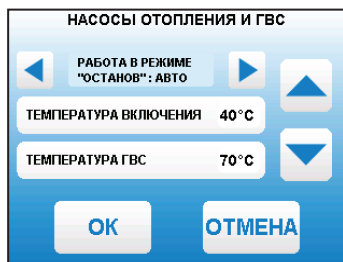 НАСОСЫ ОТОПЛЕНИЯ И ГВС
РАБОТА В РЕЖИМЕ
"ОСТАНОВ" : АВТО
ТЕМПЕРАТУРА ВКЛЮЧЕНИЯ 40°C
ТЕМПЕРАТУРА ГВС 70°C
ОК ОТМЕНА